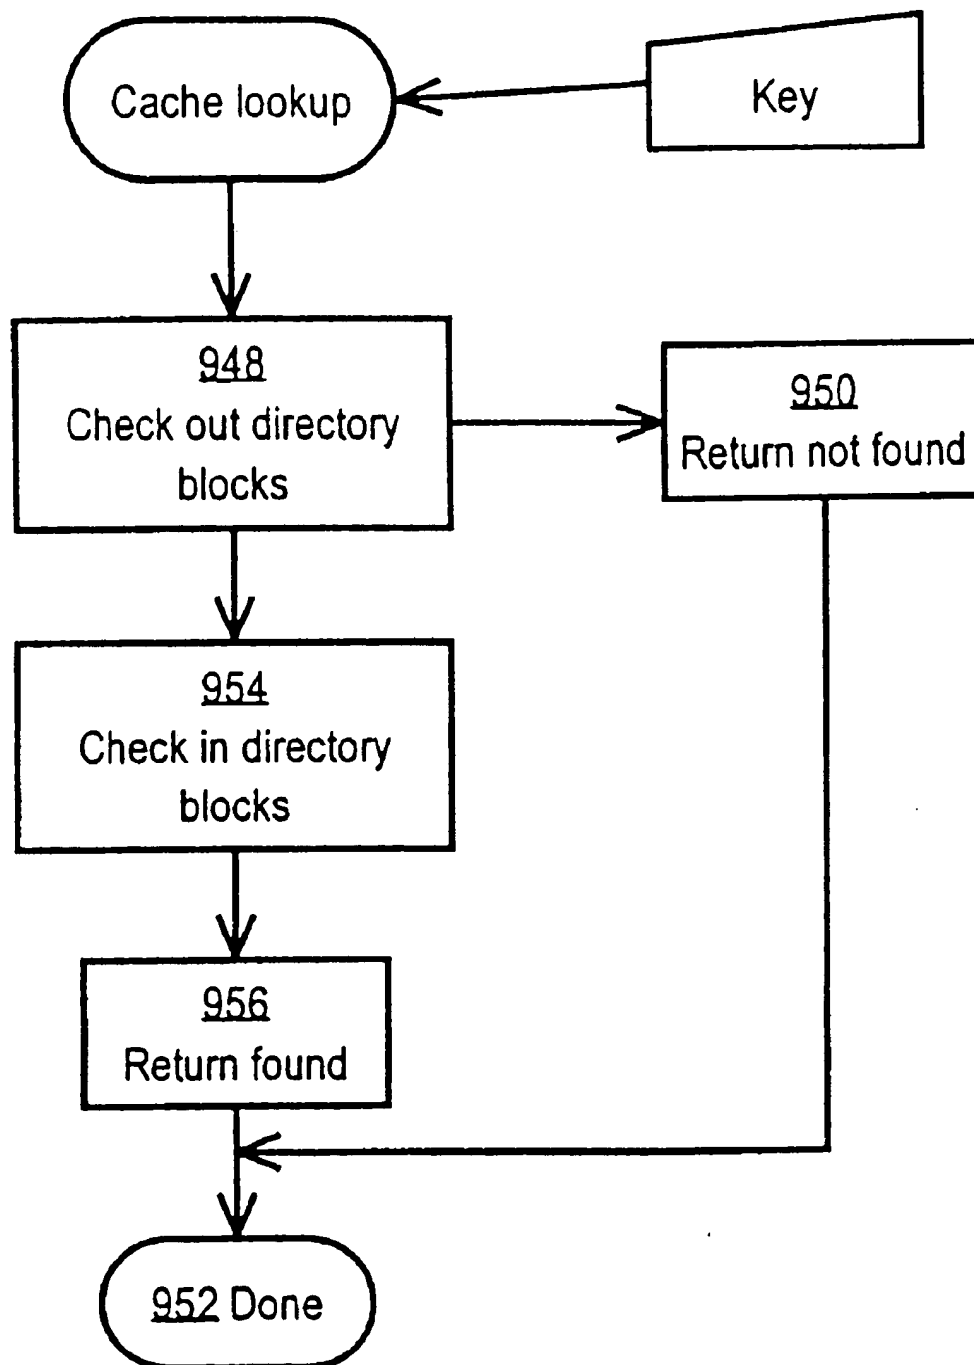 Cache lookup
Key
948
Check out directory
blocks
950
Return not found
954
Check in directory
blocks
956
Return found
952 Done